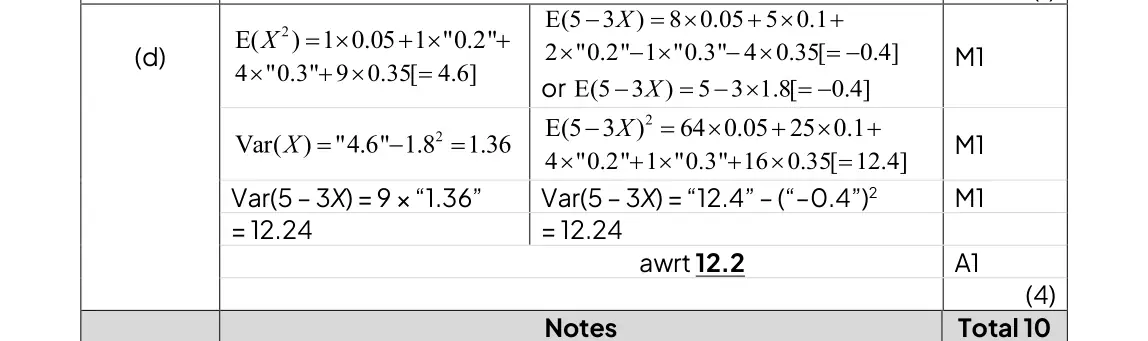 (d)
E(X²) = 1×0.05+1×"0.2"+
4×"0.3"+9×0.35[= 4.6]
E(5−3X) = 8×0.05+5×0.1+
2×"0.2"−1×"0.3"−4×0.35[= −0.4]
or E(5−3X) = 5−3×1.8[= −0.4]
M1
Var(X) = "4.6"−1.8² = 1.36
E(5−3X)² = 64×0.05+25×0.1+
4×"0.2"+1×"0.3"+16×0.35[= 12.4]
M1
Var(5 – 3X) = 9 × “1.36”
Var(5 – 3X) = “12.4” – (“–0.4”)²
M1
= 12.24
= 12.24
awrt 12.2
A1
(4)
Notes
Total 10